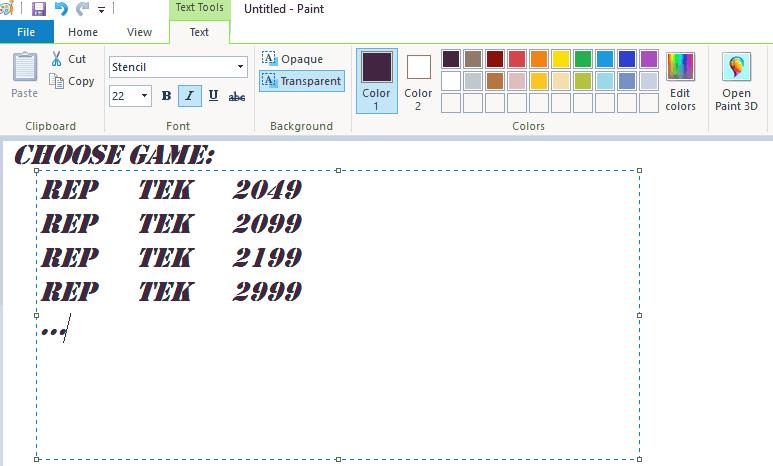 Text Tools Untitled - Paint
File Home View Text
Paste Cut Copy
Clipboard
Stencil
22 B I U abc
Font
Opaque
Transparent
Background
Color 1 Color 2
Edit colors
Colors
Open Paint 3D
CHOOSE GAME:
REP TEK 2049
REP TEK 2099
REP TEK 2199
REP TEK 2999
...